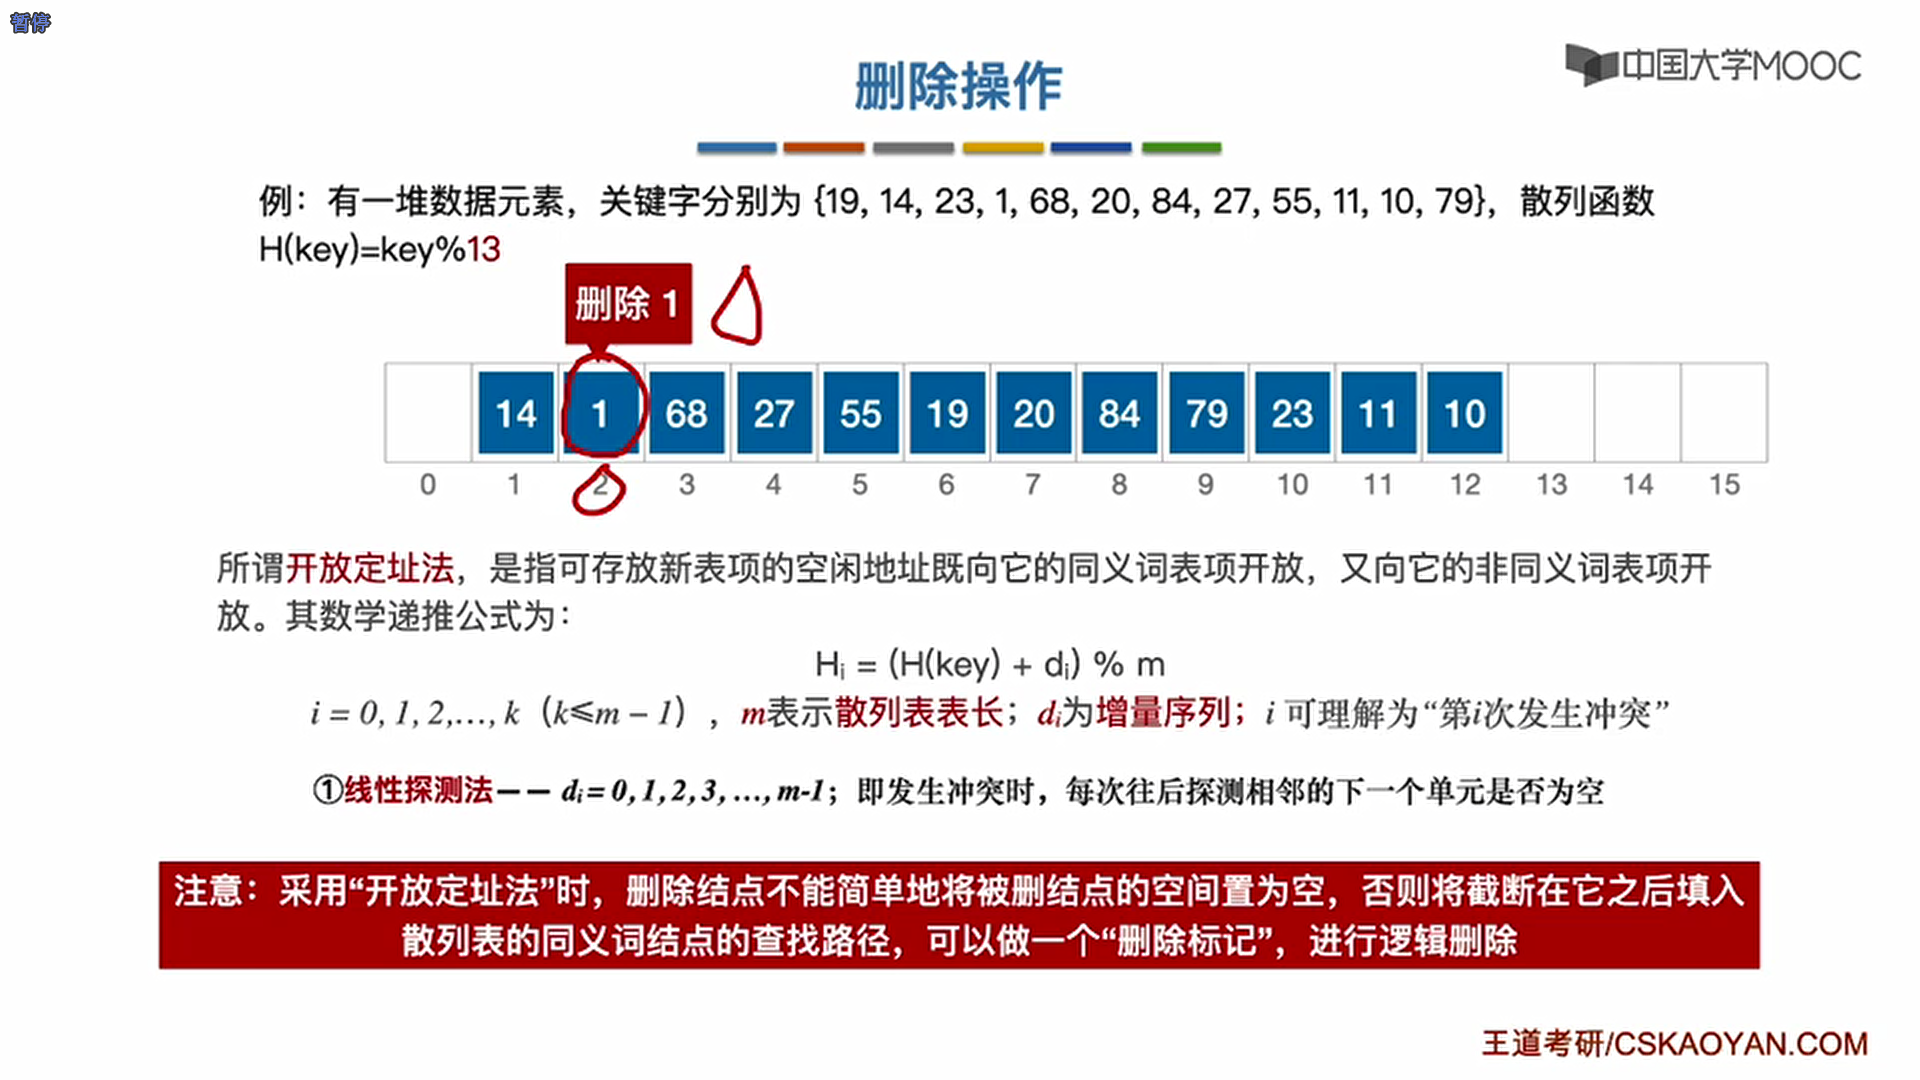 暂停
中国大学MOOC
删除操作
例：有一堆数据元素，关键字分别为 {19, 14, 23, 1, 68, 20, 84, 27, 55, 11, 10, 79}，散列函数
H(key)=key%13
删除 1
14 1 68 27 55 19 20 84 79 23 11 10
0 1 2 3 4 5 6 7 8 9 10 11 12 13 14 15
所谓开放定址法，是指可存放新表项的空闲地址既向它的同义词表项开放，又向它的非同义词表项开
放。其数学递推公式为：
Hᵢ = (H(key) + dᵢ) % m
i = 0, 1, 2,…, k（k≤m − 1），m表示散列表表长；dᵢ为增量序列；i 可理解为“第i次发生冲突”
①线性探测法—— dᵢ = 0, 1, 2, 3, …, m-1；即发生冲突时，每次往后探测相邻的下一个单元是否为空
注意：采用“开放定址法”时，删除结点不能简单地将被删结点的空间置为空，否则将截断在它之后填入
散列表的同义词结点的查找路径，可以做一个“删除标记”，进行逻辑删除
王道考研/CSKAOYAN.COM